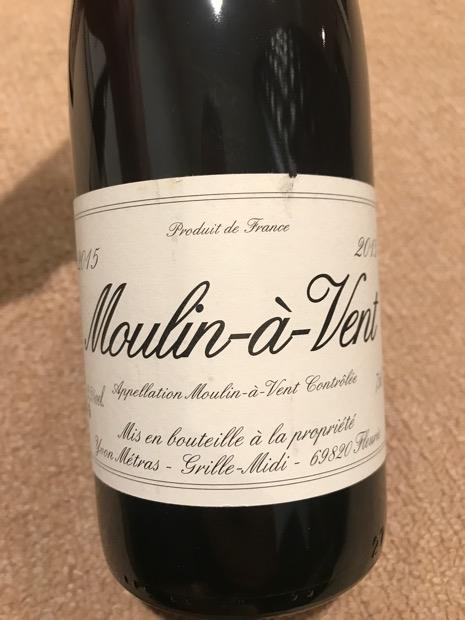 Produit de France
2015 2015
Moulin-à-Vent
Appellation Moulin-à-Vent Contrôlée
Mis en bouteille à la propriété
Yvon Métras - Grille-Midi - 69820 Fleurie